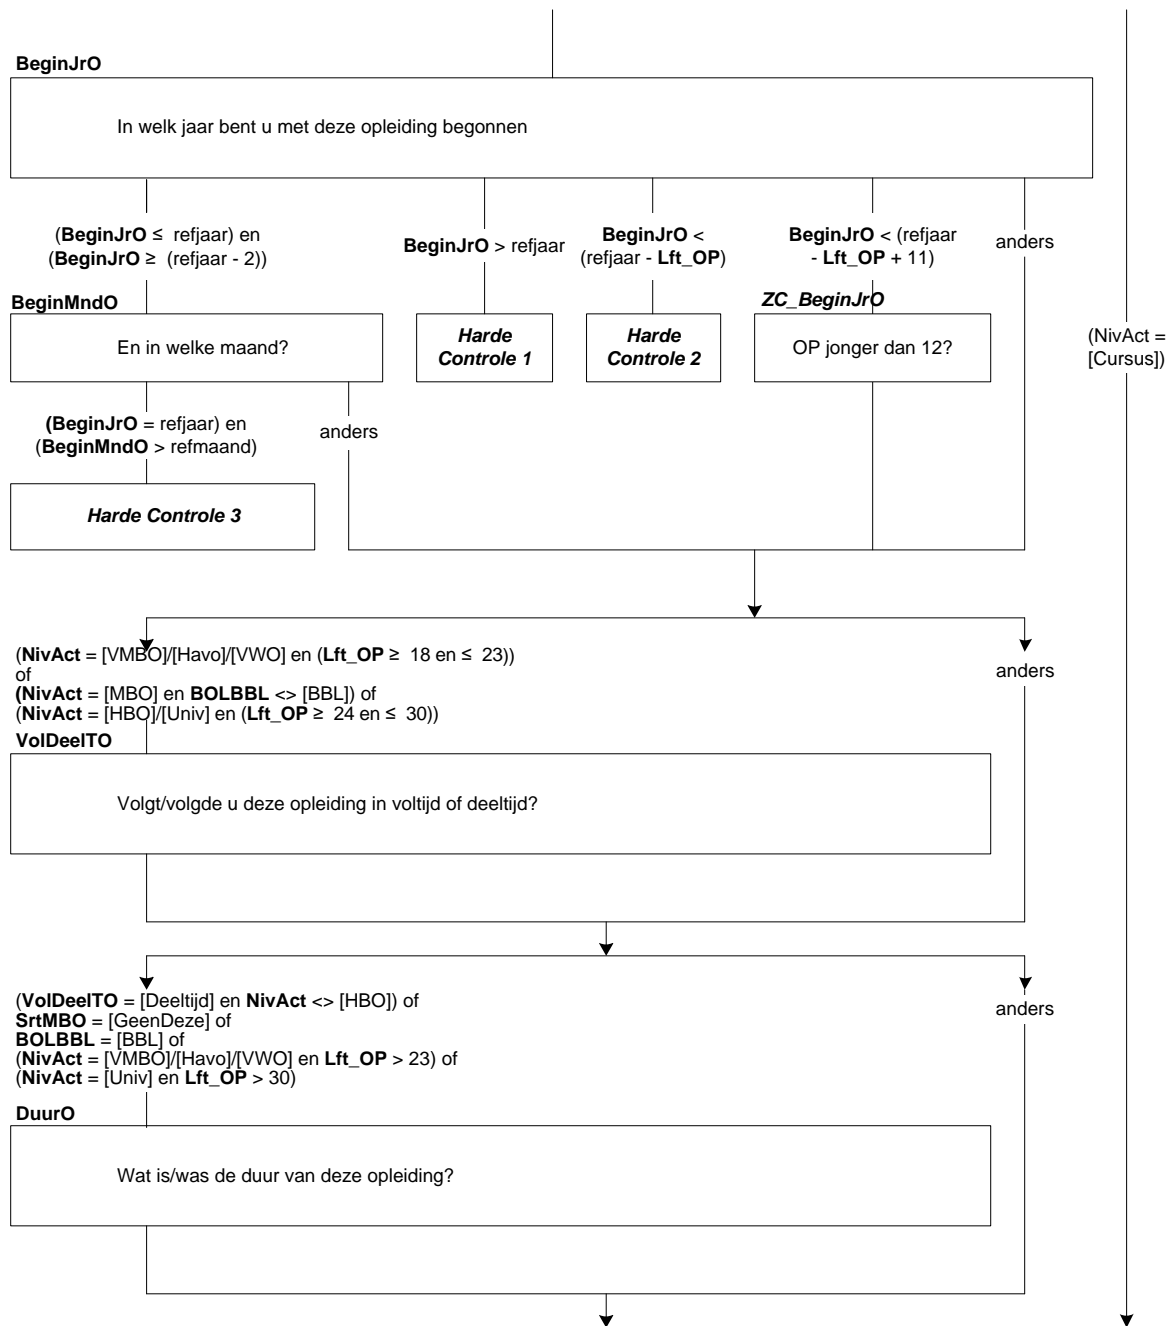 BeginJrO
In welk jaar bent u met deze opleiding begonnen
(BeginJrO ≤ refjaar) en
(BeginJrO ≥ (refjaar - 2))
BeginJrO > refjaar
BeginJrO <
(refjaar - Lft_OP)
BeginJrO < (refjaar
- Lft_OP + 11)
anders
BeginMndO
En in welke maand?
Harde
Controle 1
Harde
Controle 2
ZC_BeginJrO
OP jonger dan 12?
(NivAct =
[Cursus])
(BeginJrO = refjaar) en
(BeginMndO > refmaand)
anders
Harde Controle 3
(NivAct = [VMBO]/[Havo]/[VWO] en (Lft_OP ≥ 18 en ≤ 23))
of
(NivAct = [MBO] en BOLBBL <> [BBL]) of
(NivAct = [HBO]/[Univ] en (Lft_OP ≥ 24 en ≤ 30))
anders
VolDeelTO
Volgt/volgde u deze opleiding in voltijd of deeltijd?
(VolDeelTO = [Deeltijd] en NivAct <> [HBO]) of
SrtMBO = [GeenDeze] of
BOLBBL = [BBL] of
(NivAct = [VMBO]/[Havo]/[VWO] en Lft_OP > 23) of
(NivAct = [Univ] en Lft_OP > 30)
anders
DuurO
Wat is/was de duur van deze opleiding?